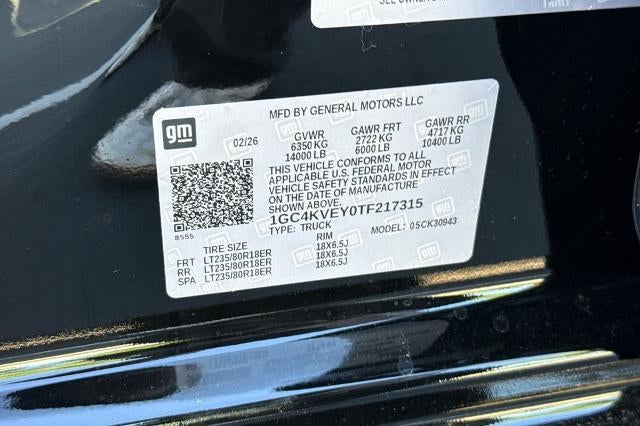 SEE OWNERS M
MFD BY GENERAL MOTORS LLC
gm
02/26 GVWR GAWR FRT GAWR RR
6350 KG 2722 KG 4717 KG
14000 LB 6000 LB 10400 LB
THIS VEHICLE CONFORMS TO ALL
APPLICABLE U.S. FEDERAL MOTOR
VEHICLE SAFETY STANDARDS IN EFFECT
ON THE DATE OF MANUFACTURE
1GC4KVEY0TF217315
8555 TYPE: TRUCK MODEL: 05CK30943
TIRE SIZE RIM
FRT LT235/80R18ER 18X6.5J
RR LT235/80R18ER 18X6.5J
SPA LT235/80R18ER 18X6.5J